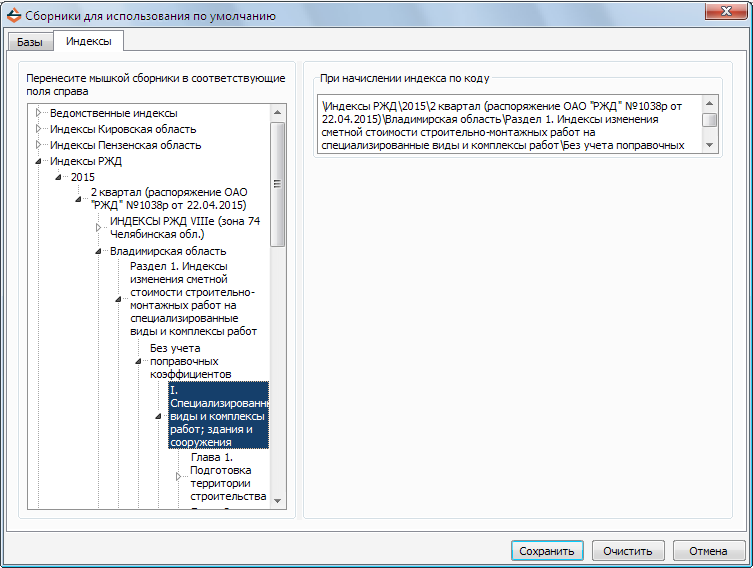 Сборники для использования по умолчанию
Базы
Индексы
Перенесите мышкой сборники в соответствующие
поля справа
Ведомственные индексы
Индексы Кировская область
Индексы Пензенская область
Индексы РЖД
2015
2 квартал (распоряжение ОАО
"РЖД" №1038р от 22.04.2015)
ИНДЕКСЫ РЖД VIIIe (зона 74
Челябинская обл.)
Владимирская область
Раздел 1. Индексы
изменения сметной
стоимости строительно-
монтажных работ на
специализированные
виды и комплексы работ
Без учета
поправочных
коэффициентов
I.
Специализированн
виды и комплексы
работ; здания и
сооружения
Глава 1.
Подготовка
территории
строительства
При начислении индекса по коду
\Индексы РЖД\2015\2 квартал (распоряжение ОАО "РЖД" №1038р от
22.04.2015)\Владимирская область\Раздел 1. Индексы изменения
сметной стоимости строительно-монтажных работ на
специализированные виды и комплексы работ\Без учета поправочных
Сохранить
Очистить
Отмена